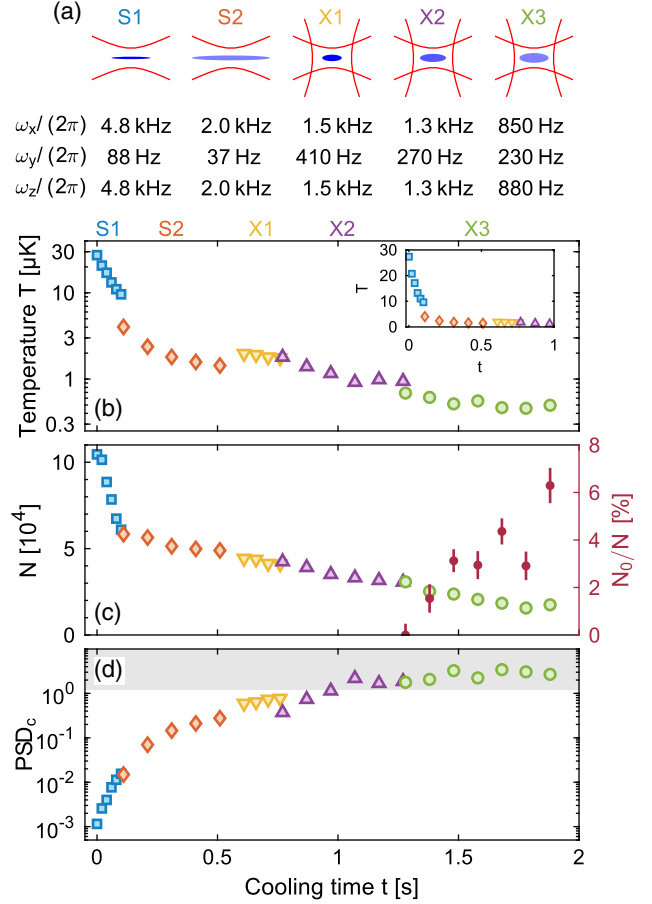 (a) S1 S2 X1 X2 X3
ωx/(2π) 4.8 kHz 2.0 kHz 1.5 kHz 1.3 kHz 850 Hz
ωy/(2π) 88 Hz 37 Hz 410 Hz 270 Hz 230 Hz
ωz/(2π) 4.8 kHz 2.0 kHz 1.5 kHz 1.3 kHz 880 Hz
S1 S2 X1 X2 X3
Temperature T [μK]
30
10
3
1
0.3
(b)
T
30
20
10
0
0 0.5 1
t
N [10⁴]
10
5
0
(c)
8
6
4
2
0
N₀/N [%]
(d)
PSDc
10⁰
10⁻¹
10⁻²
10⁻³
0 0.5 1 1.5 2
Cooling time t [s]